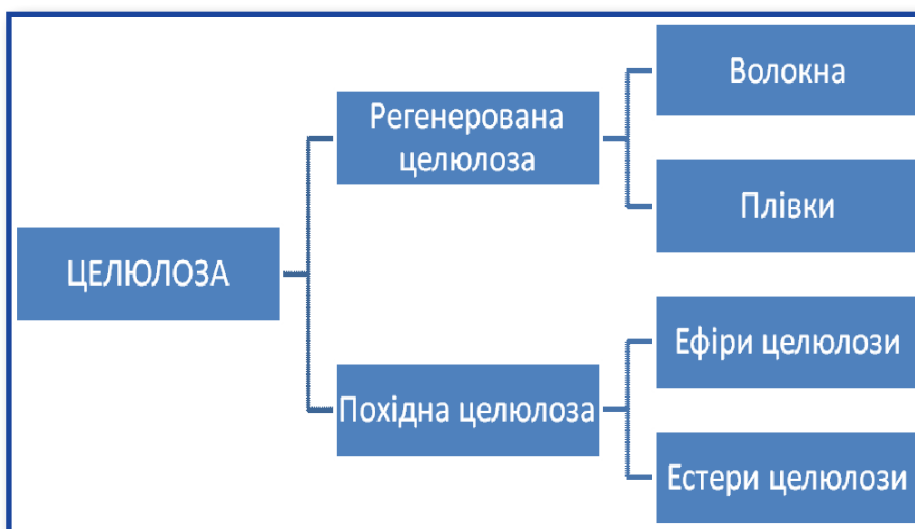 ЦЕЛЮЛОЗА
Регенерована
целюлоза
Волокна
Плівки
Похідна целюлоза
Ефіри целюлози
Естери целюлози